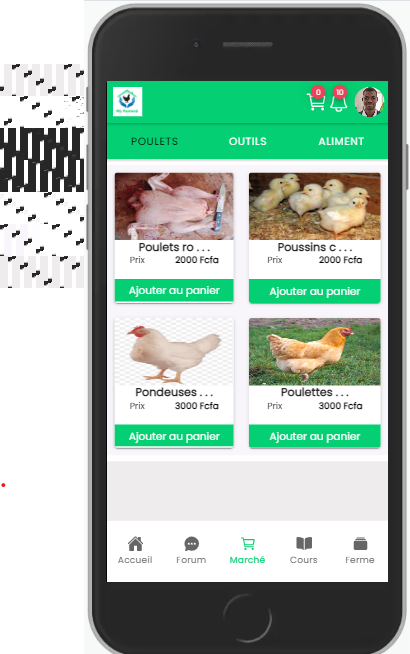 0 10
POULETS OUTILS ALIMENT
Poulets ro . . . Poussins c . . .
Prix 2000 Fcfa Prix 2000 Fcfa
Ajouter au panier Ajouter au panier
Pondeuses . . . Poulettes . . .
Prix 3000 Fcfa Prix 3000 Fcfa
Ajouter au panier Ajouter au panier
Accueil Forum Marché Cours Ferme